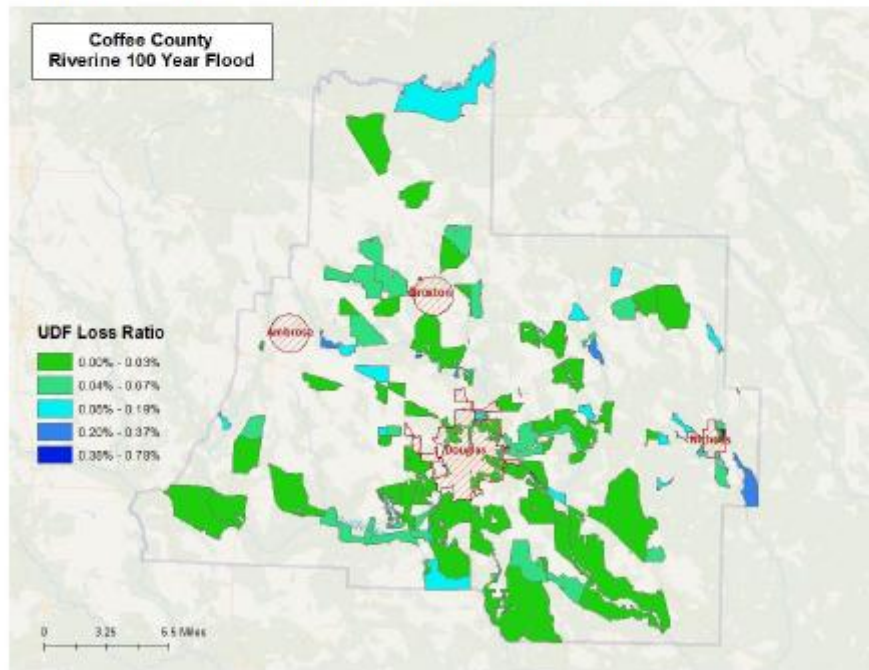 Coffee County
Riverine 100 Year Flood
Broxton
Ambrose
UDF Loss Ratio
0.00% - 0.03%
0.04% - 0.07%
0.08% - 0.19%
0.20% - 0.37%
0.38% - 0.78%
Nicholls
Douglas
0 3.25 6.5 Miles